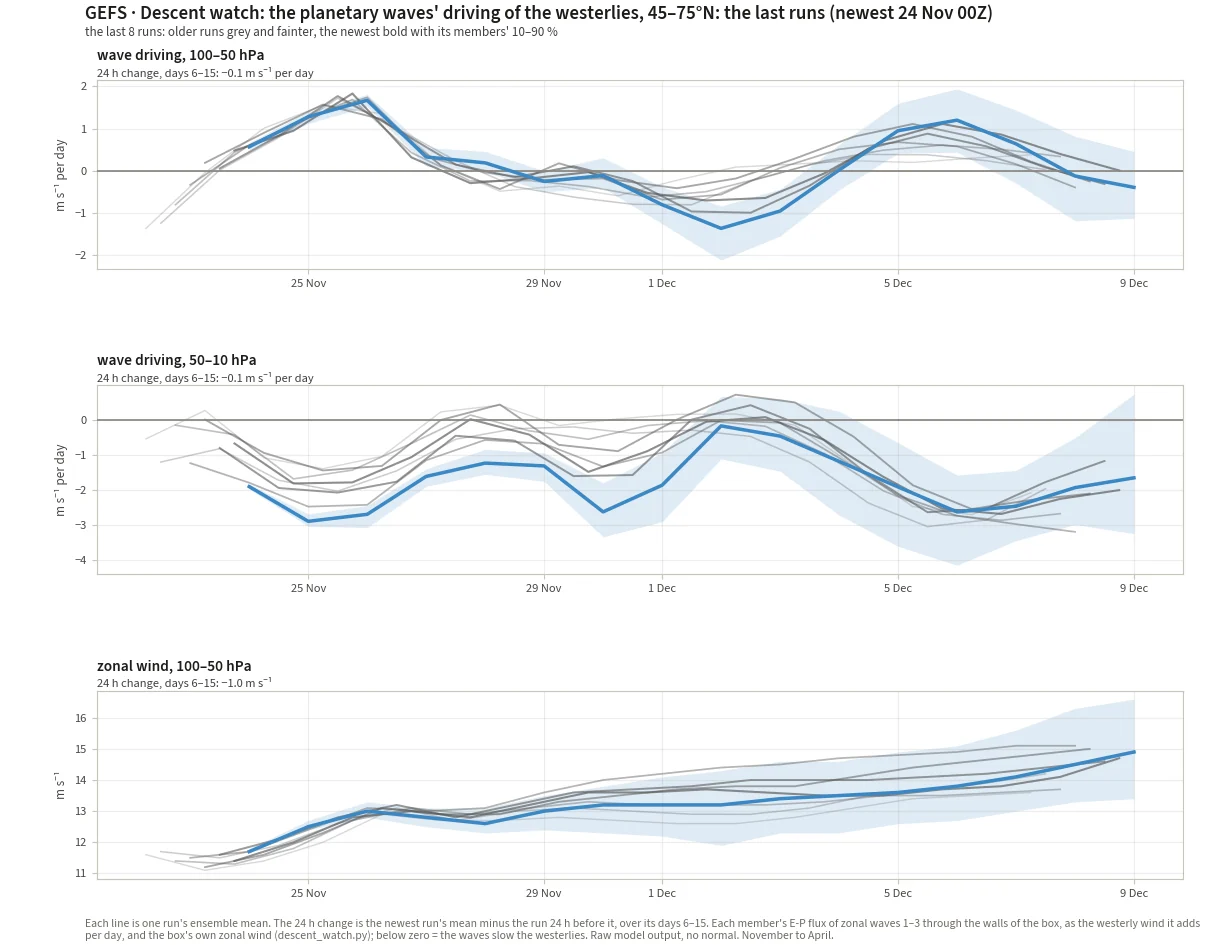 GEFS · Descent watch: the planetary waves' driving of the westerlies, 45–75°N: the last runs (newest 24 Nov 00Z)
the last 8 runs: older runs grey and fainter, the newest bold with its members' 10–90 %
wave driving, 100–50 hPa
24 h change, days 6–15: −0.1 m s⁻¹ per day
2
1
0
−1
−2
m s⁻¹ per day
25 Nov
29 Nov
1 Dec
5 Dec
9 Dec
wave driving, 50–10 hPa
24 h change, days 6–15: −0.1 m s⁻¹ per day
0
−1
−2
−3
−4
m s⁻¹ per day
25 Nov
29 Nov
1 Dec
5 Dec
9 Dec
zonal wind, 100–50 hPa
24 h change, days 6–15: −1.0 m s⁻¹
16
15
14
13
12
11
m s⁻¹
25 Nov
29 Nov
1 Dec
5 Dec
9 Dec
Each line is one run's ensemble mean. The 24 h change is the newest run's mean minus the run 24 h before it, over its days 6–15. Each member's E-P flux of zonal waves 1–3 through the walls of the box, as the westerly wind it adds
per day, and the box's own zonal wind (descent_watch.py); below zero = the waves slow the westerlies. Raw model output, no normal. November to April.